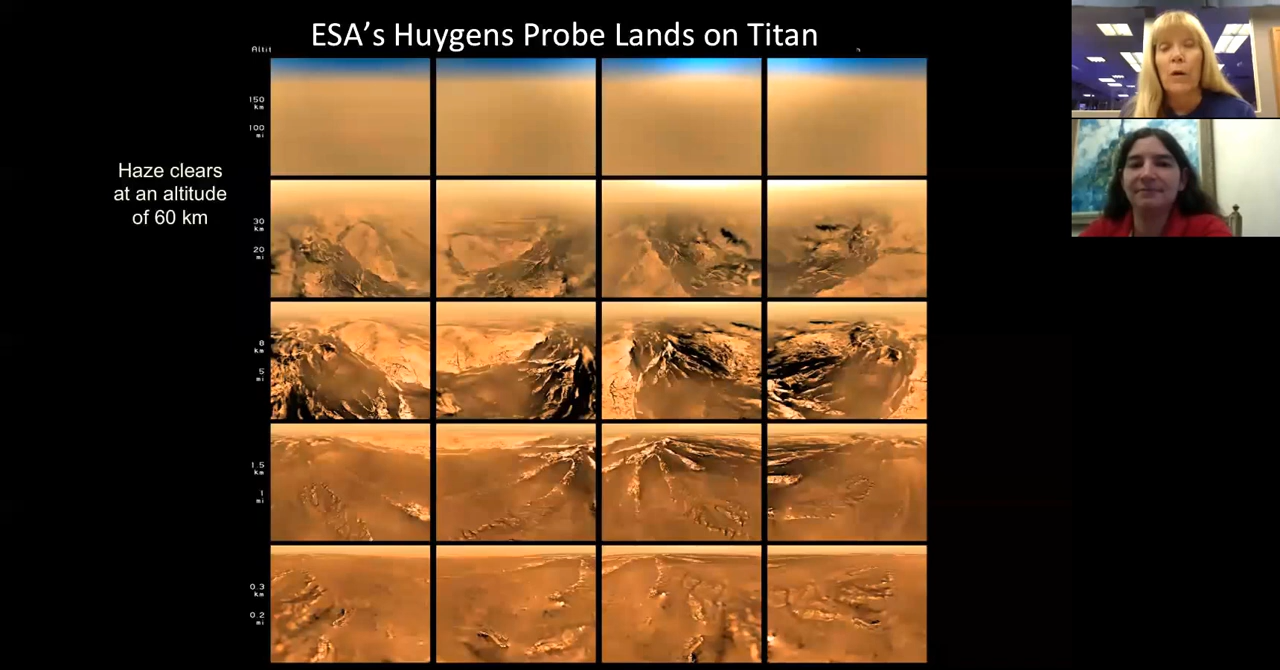 ESA’s Huygens Probe Lands on Titan
Altit
150
km
100
mi
Haze clears
at an altitude
of 60 km
30
km
20
mi
8
km
5
mi
1.5
km
1
mi
0.3
km
0.2
mi